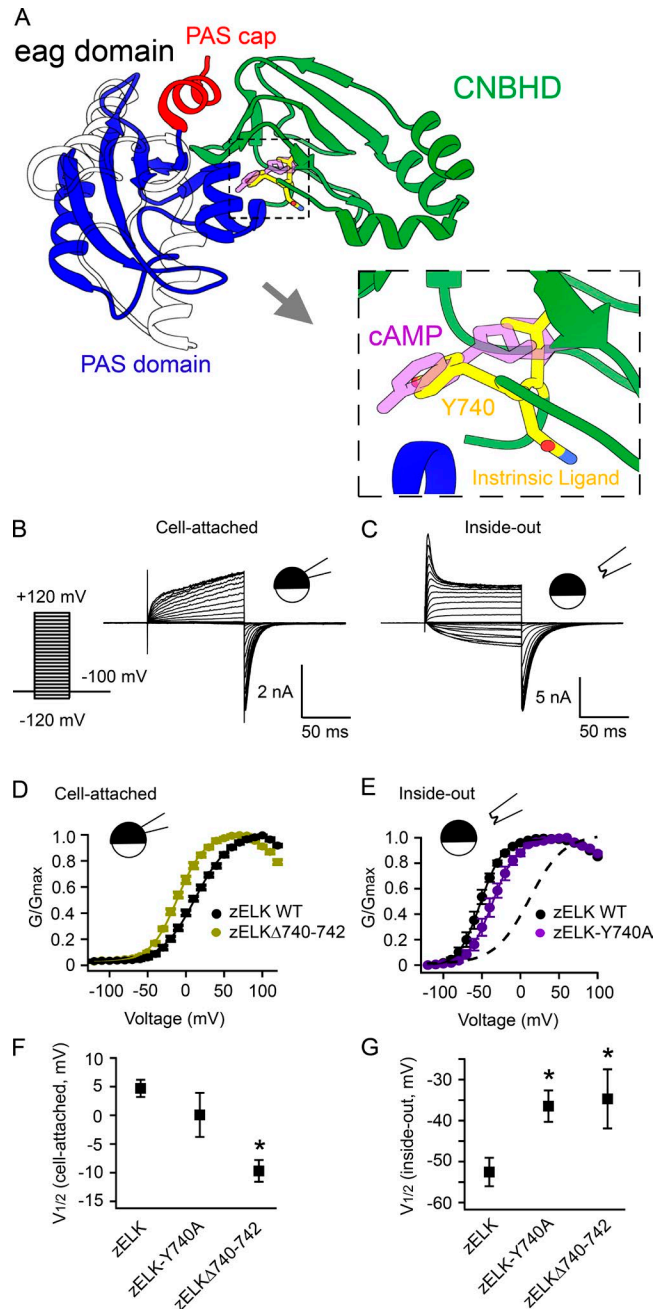 A
PAS cap
eag domain
CNBHD
PAS domain
cAMP
Y740
Instrinsic Ligand
B
Cell-attached
+120 mV
-100 mV
-120 mV
2 nA
50 ms
C
Inside-out
5 nA
50 ms
D
Cell-attached
1.0
0.8
0.6
0.4
0.2
0
G/Gmax
zELK WT
zELKΔ740-742
-100 -50 0 50 100
Voltage (mV)
E
Inside-out
1.0
0.8
0.6
0.4
0.2
0
G/Gmax
zELK WT
zELK-Y740A
-100 -50 0 50 100
Voltage (mV)
F
V1/2 (cell-attached, mV)
10
5
0
-5
-10
-15
*
zELK
zELK-Y740A
zELKΔ740-742
G
V1/2 (inside-out, mV)
-30
-40
-50
-60
*
*
zELK
zELK-Y740A
zELKΔ740-742